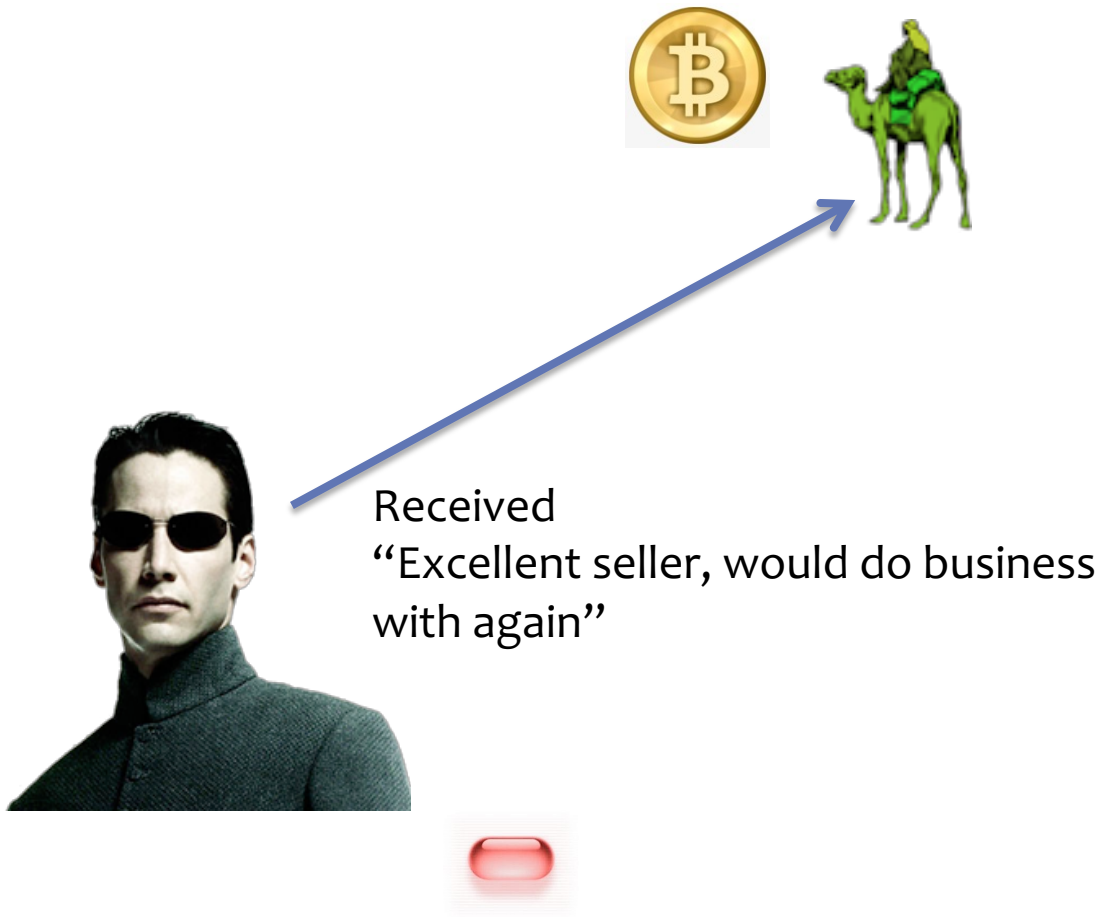 Received
“Excellent seller, would do business
with again”